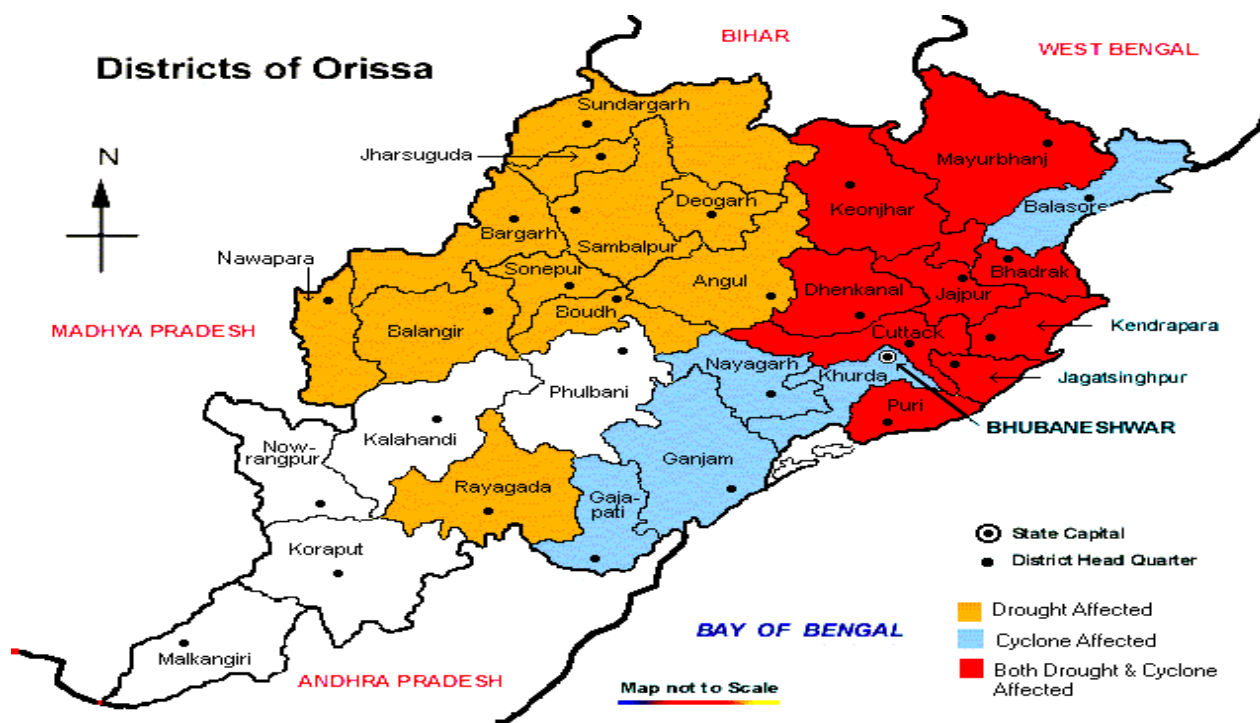 BIHAR
WEST BENGAL
Districts of Orissa
Sundargarh
N
Jharsuguda
Mayurbhanj
Deogarh
Keonjhar
Balasore
Bargarh
Sambalpur
Nawapara
Sonepur
Angul
Bhadrak
Dhenkanal
Jajpur
Boudh
MADHYA PRADESH
Balangir
Cuttack
Kendrapara
Nayagarh
Khurda
Jagatsinghpur
Phulbani
Puri
BHUBANESHWAR
Kalahandi
Now-
rangpur
Ganjam
Rayagada
Gaja-
pati
State Capital
Koraput
District Head Quarter
Drought Affected
BAY OF BENGAL
Cyclone Affected
Malkangiri
Both Drought & Cyclone
Affected
ANDHRA PRADESH
Map not to Scale